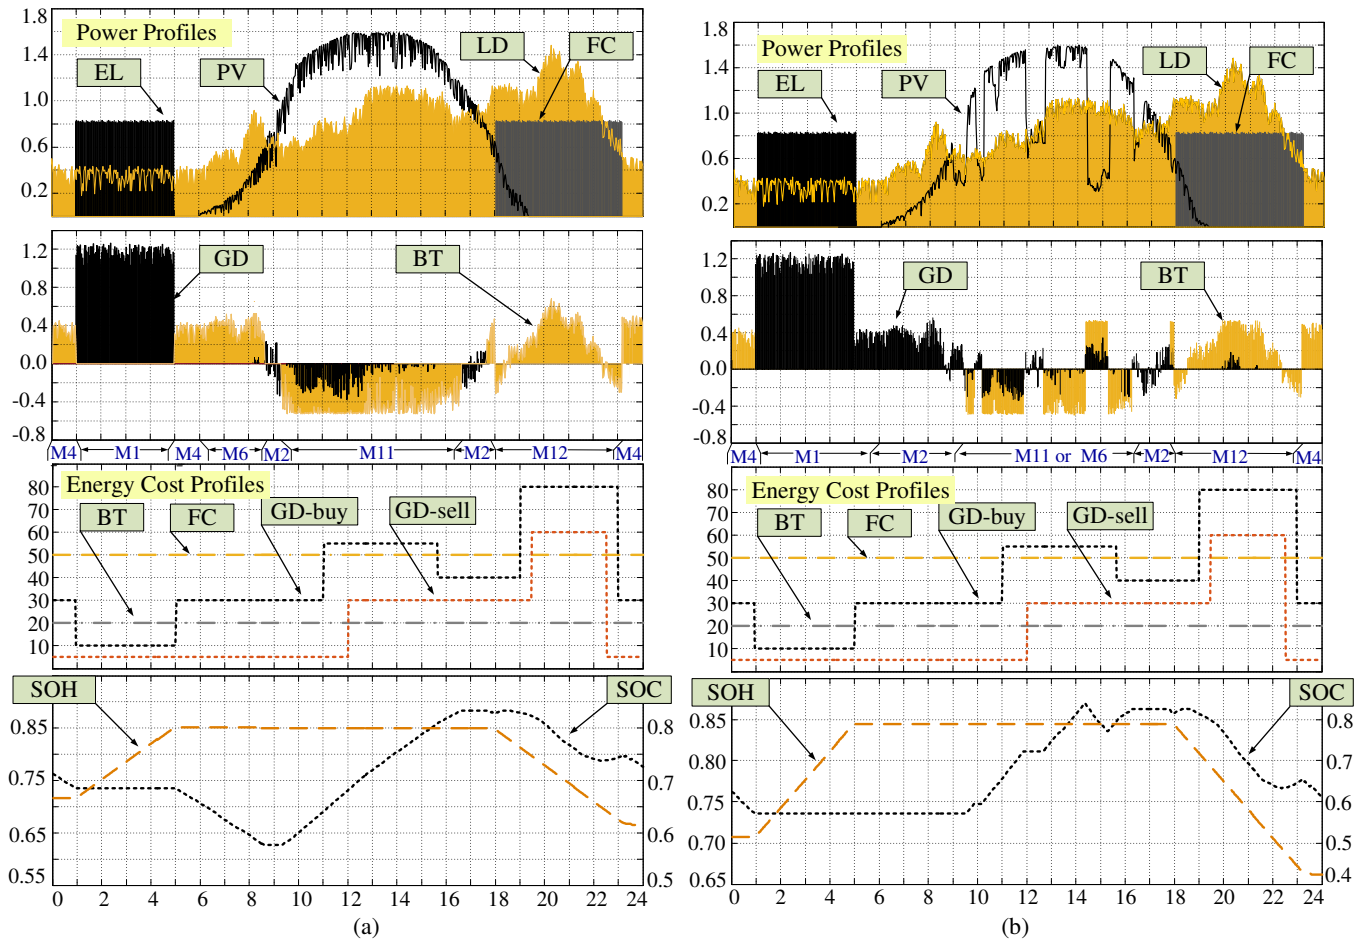 1.8
Power Profiles
LD
FC
1.4
EL
PV
1.0
0.6
0.2
1.2
GD
BT
0.8
0.4
0.0
-0.4
-0.8
M4 M1 M4 M6 M2 M11 M2 M12 M4
80
Energy Cost Profiles
70
BT
FC
GD-buy
GD-sell
60
50
40
30
20
10
SOH
SOC
0.85
0.8
0.75
0.7
0.65
0.6
0.55
0.5
0 2 4 6 8 10 12 14 16 18 20 22 24
(a)
1.8
Power Profiles
LD
FC
1.4
EL
PV
1.0
0.6
0.2
1.2
GD
BT
0.8
0.4
0.0
-0.4
-0.8
M4 M1 M2 M11 or M6 M2 M12 M4
80
Energy Cost Profiles
70
BT
FC
GD-buy
GD-sell
60
50
40
30
20
10
SOH
SOC
0.85
0.8
0.80
0.7
0.75
0.6
0.70
0.5
0.65
0.4
0 2 4 6 8 10 12 14 16 18 20 22 24
(b)